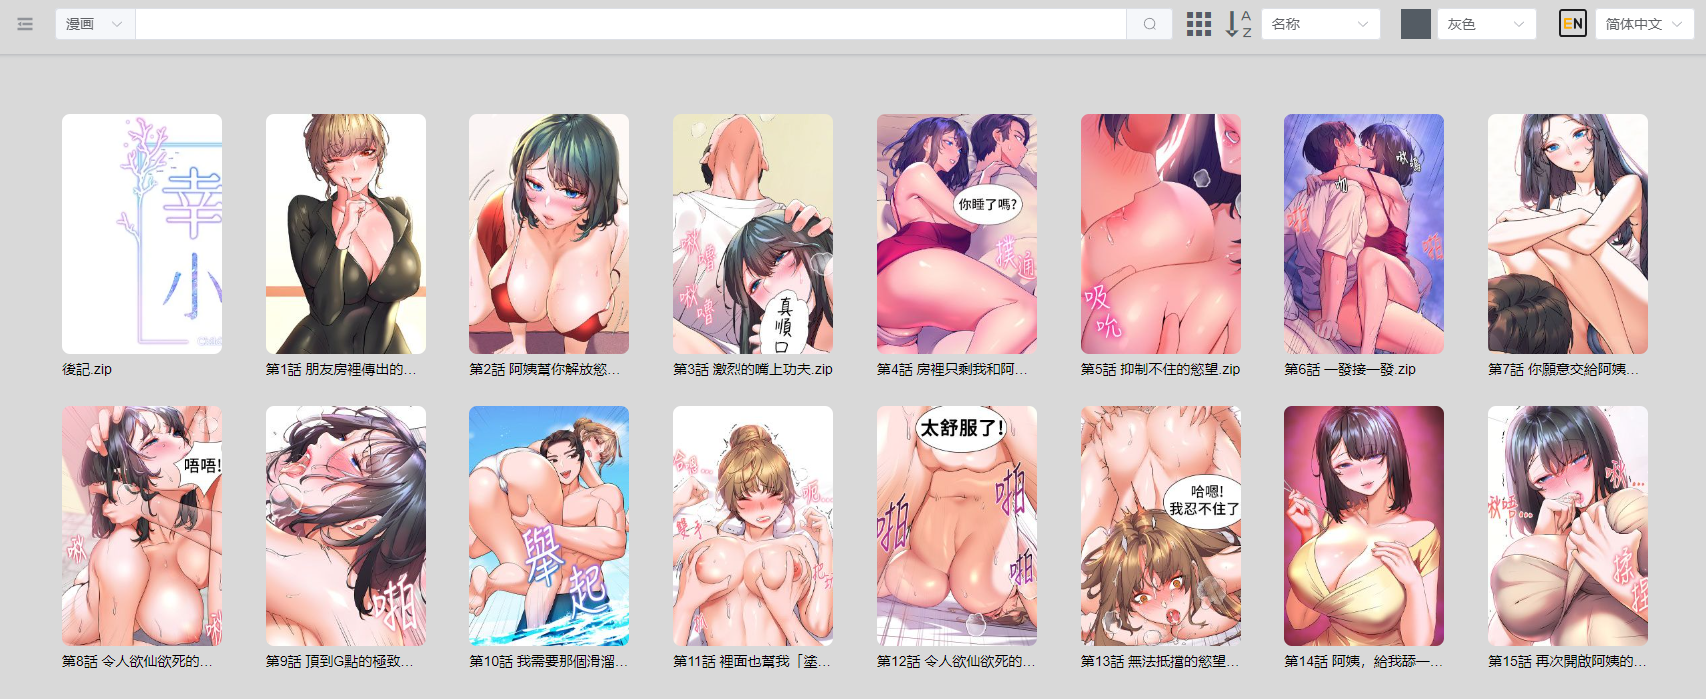 漫画
名称
灰色
EN
简体中文
A
Z
幸
小
你睡了嗎?
撲通
真順口
啾嚕
啾嚕
吸吮
後記.zip
第1話 朋友房裡傳出的...
第2話 阿姨幫你解放慾...
第3話 激烈的嘴上功夫.zip
第4話 房裡只剩我和阿...
第5話 抑制不住的慾望.zip
第6話 一發接一發.zip
第7話 你願意交給阿姨...
唔唔!
啾
啪
舉起
太舒服了!
啪
啪
啪
哈嗯!
我忍不住了
第8話 令人欲仙欲死的...
第9話 頂到G點的極致...
第10話 我需要那個滑溜...
第11話 裡面也幫我「塗...
第12話 令人欲仙欲死的...
第13話 無法抵擋的慾望...
第14話 阿姨，給我舔一...
第15話 再次開啟阿姨的...